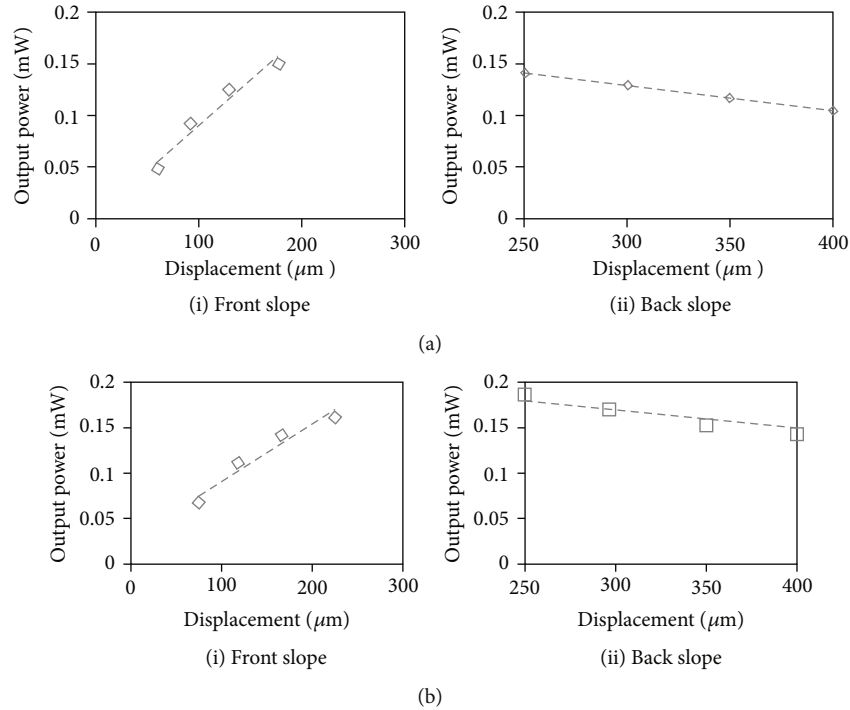 Output power (mW)
0.2
0.15
0.1
0.05
0
0
100
200
300
Displacement (μm )
(i) Front slope
Output power (mW)
0.2
0.15
0.1
0.05
0
250
300
350
400
Displacement (μm )
(ii) Back slope
(a)
Output power (mW)
0.2
0.15
0.1
0.05
0
0
100
200
300
Displacement (μm)
(i) Front slope
Output power (mW)
0.2
0.15
0.1
0.05
0
250
300
350
400
Displacement (μm)
(ii) Back slope
(b)